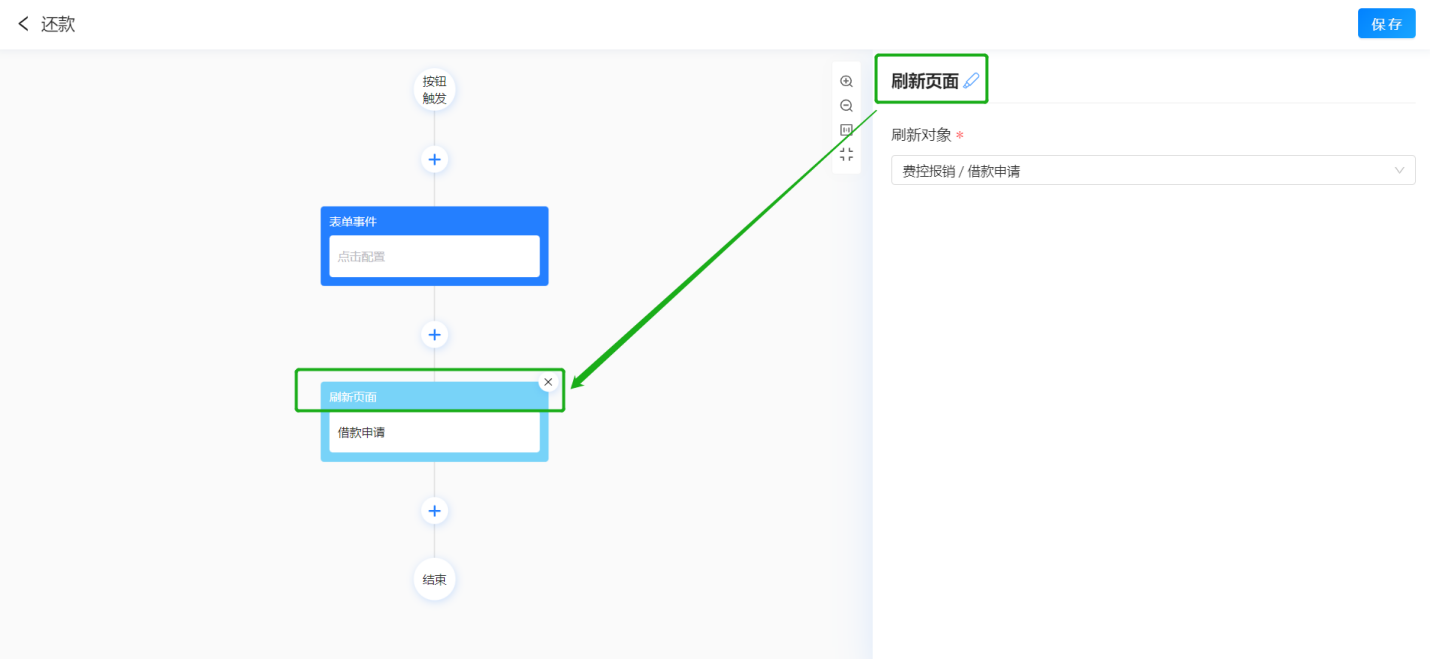 还款
保存
按钮
触发
表单事件
点击配置
刷新页面
借款申请
结束
刷新页面
刷新对象 *
费控报销 / 借款申请